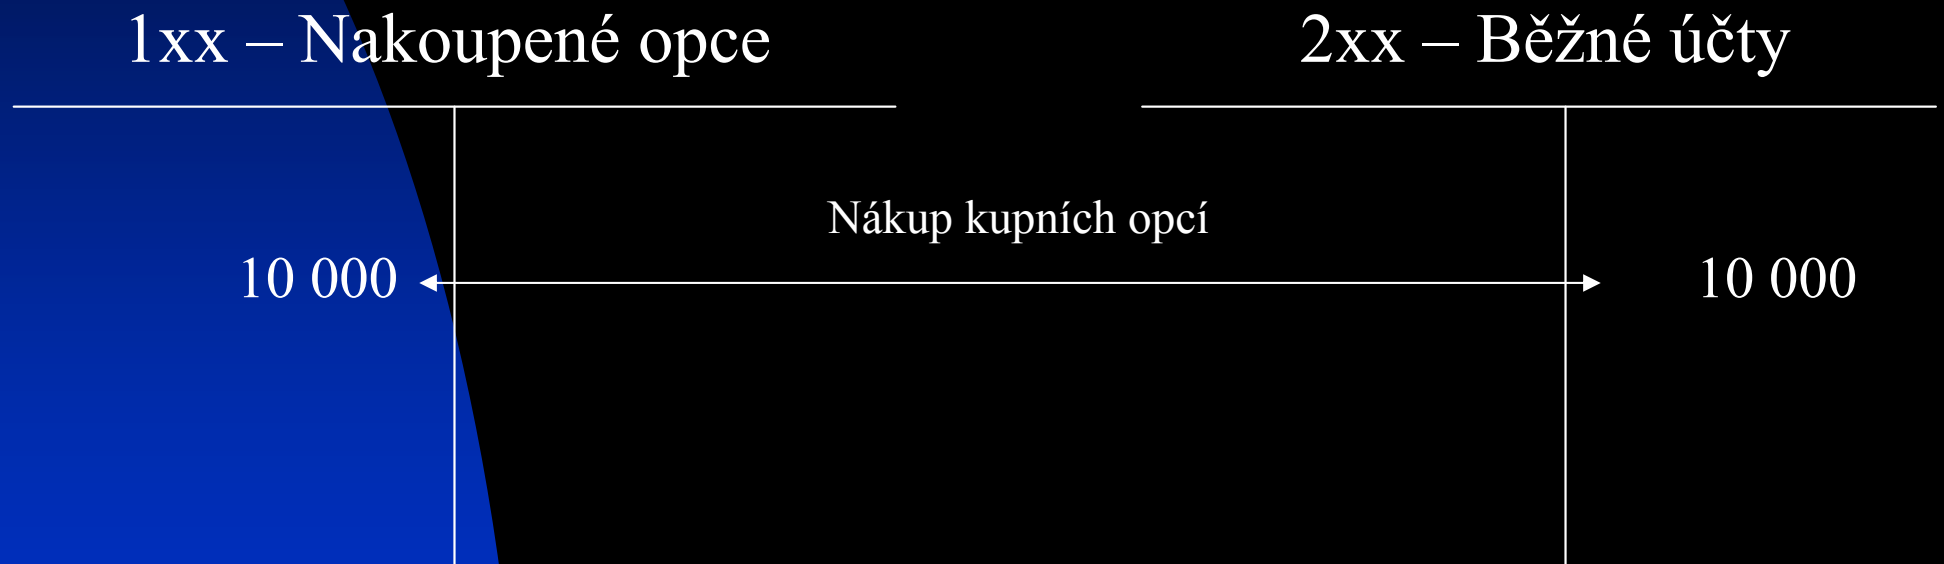 1xx – Nakoupené opce
2xx – Běžné účty
Nákup kupních opcí
10 000
10 000